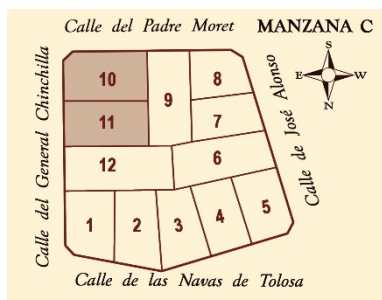 Calle del Padre Moret
MANZANA C
S
E W
N
Calle del General Chinchilla
Calle de José Alonso
10
9
8
11
7
12
6
1
2
3
4
5
Calle de las Navas de Tolosa